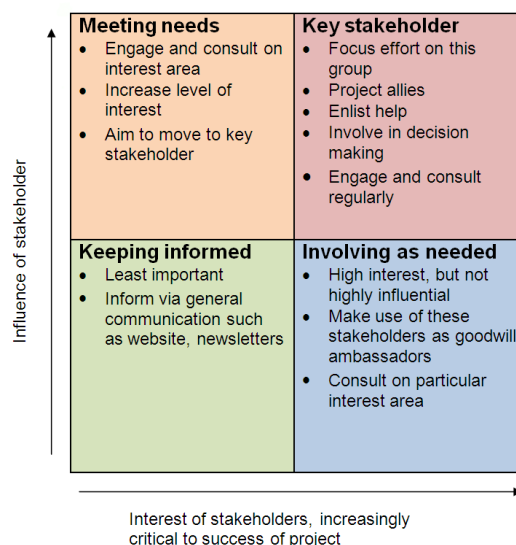 Influence of stakeholder
Meeting needs
• Engage and consult on
interest area
• Increase level of
interest
• Aim to move to key
stakeholder
Key stakeholder
• Focus effort on this
group
• Project allies
• Enlist help
• Involve in decision
making
• Engage and consult
regularly
Keeping informed
• Least important
• Inform via general
communication such
as website, newsletters
Involving as needed
• High interest, but not
highly influential
• Make use of these
stakeholders as goodwill
ambassadors
• Consult on particular
interest area
Interest of stakeholders, increasingly
critical to success of project